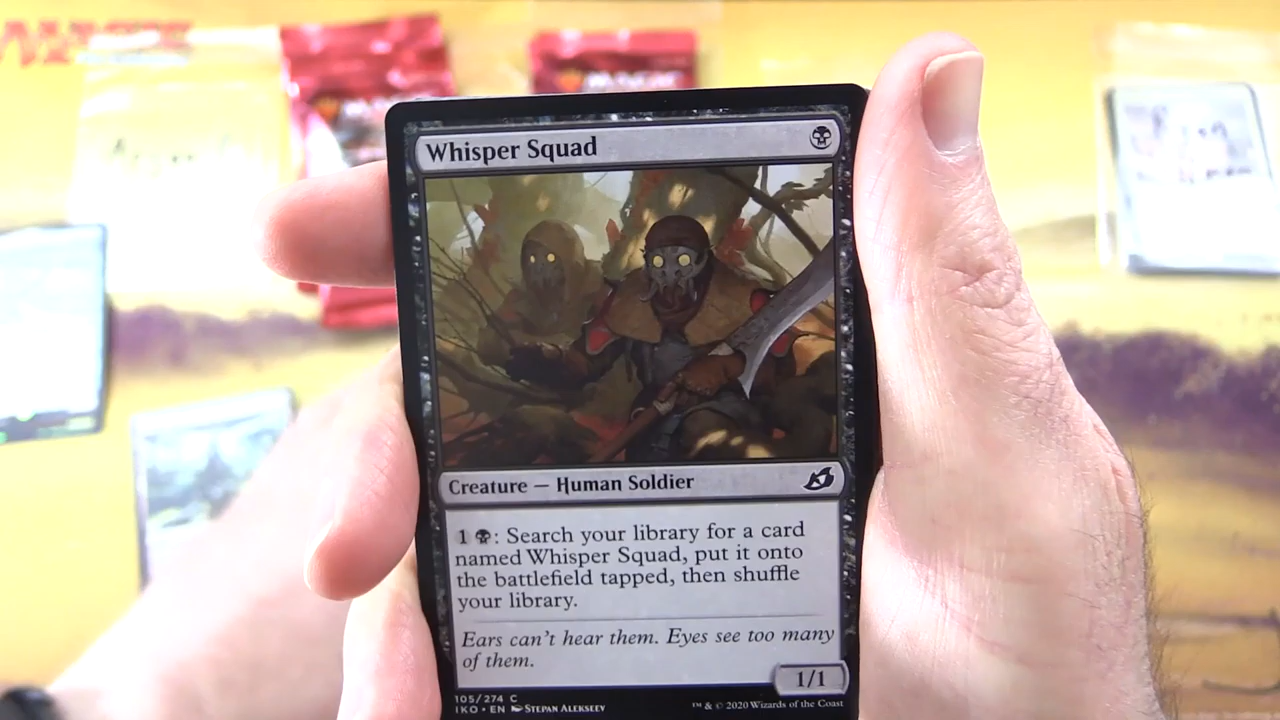 Whisper Squad
Creature — Human Soldier
1 : Search your library for a card
named Whisper Squad, put it onto
the battlefield tapped, then shuffle
your library.
Ears can't hear them. Eyes see too many
of them.
1/1
105/274 C
IKO • EN STEPAN ALEKSEEV
™ & © 2020 Wizards of the Coast